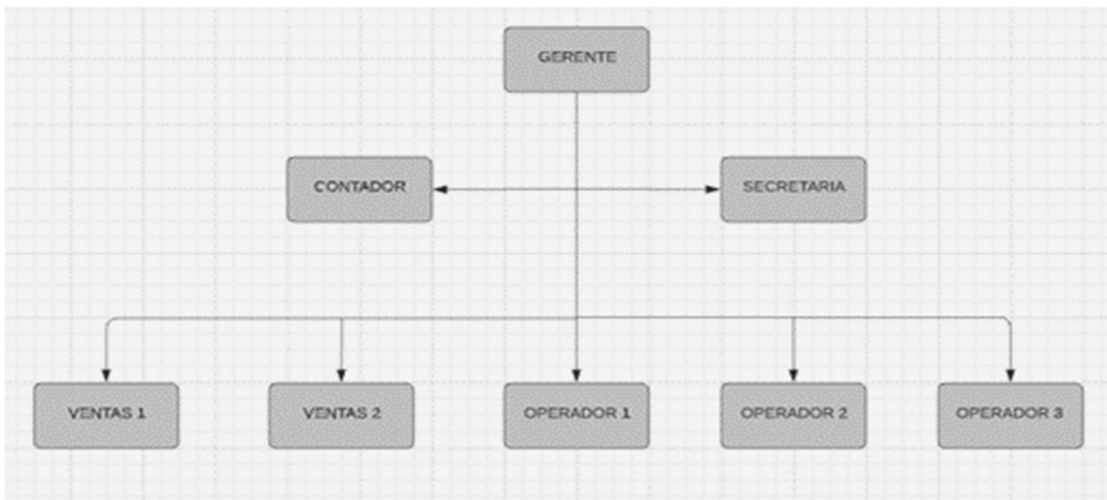 GERENTE
CONTADOR
SECRETARIA
VENTAS 1
VENTAS 2
OPERADOR 1
OPERADOR 2
OPERADOR 3